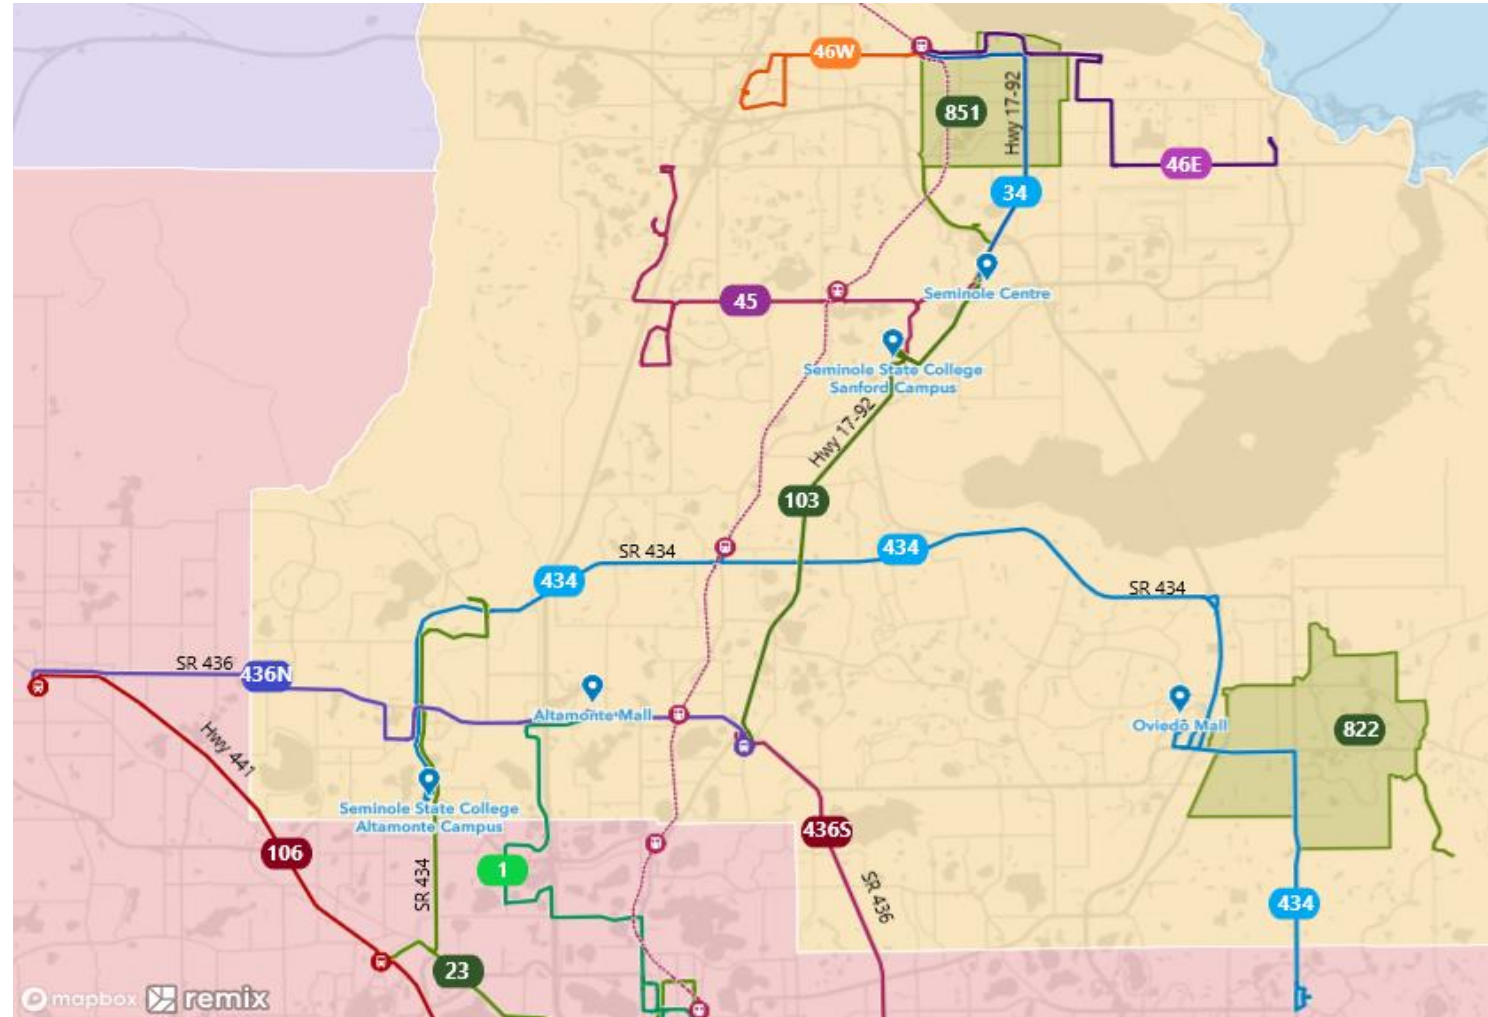 46W
851
Hwy 17-92
46E
34
45
Seminole Centre
Seminole State College
Sanford Campus
Hwy 17-92
103
SR 434
434
434
SR 434
SR 436
436N
Altamonte Mall
Oviedo Mall
822
Hwy 441
Seminole State College
Altamonte Campus
106
436S
1
SR 434
SR 436
434
23
mapbox remix